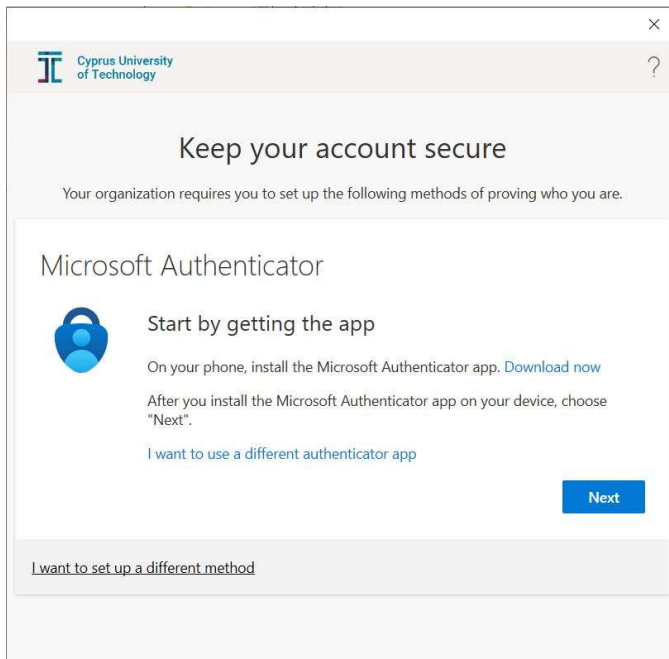 Cyprus University
of Technology
?
Keep your account secure
Your organization requires you to set up the following methods of proving who you are.
Microsoft Authenticator
Start by getting the app
On your phone, install the Microsoft Authenticator app. Download now
After you install the Microsoft Authenticator app on your device, choose
"Next".
I want to use a different authenticator app
Next
I want to set up a different method